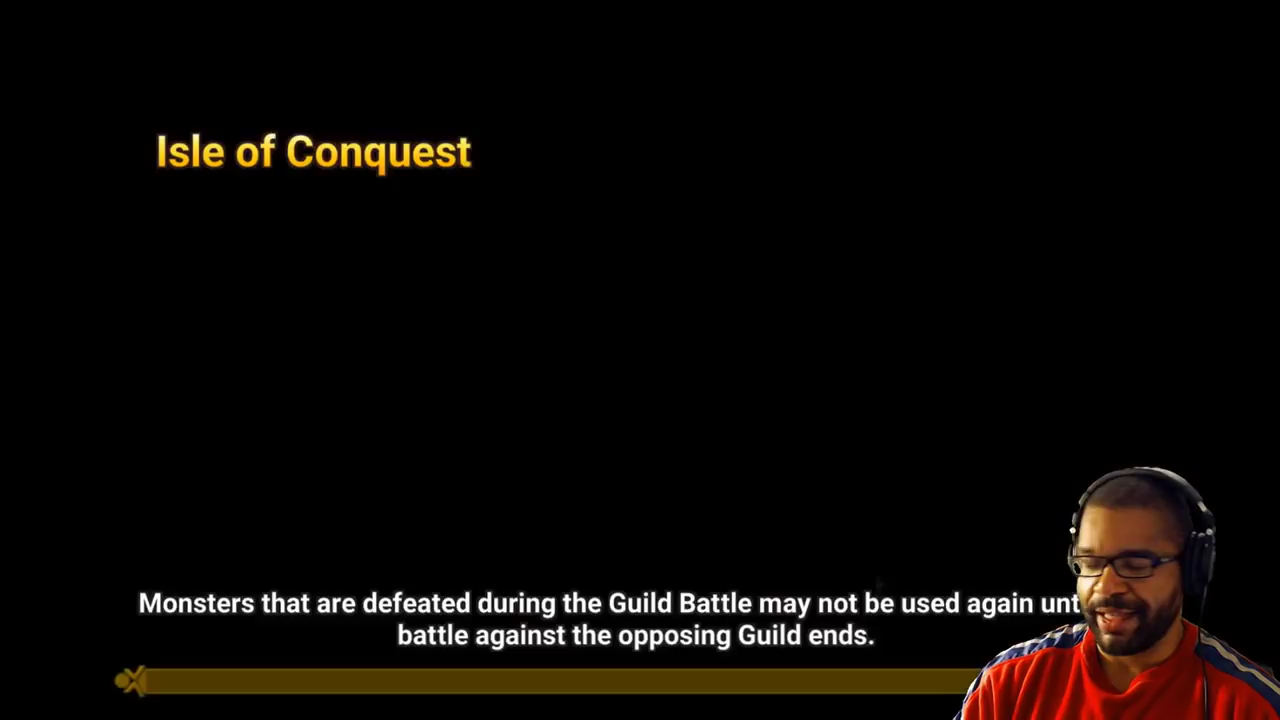 Isle of Conquest
Monsters that are defeated during the Guild Battle may not be used again
battle against the opposing Guild ends.